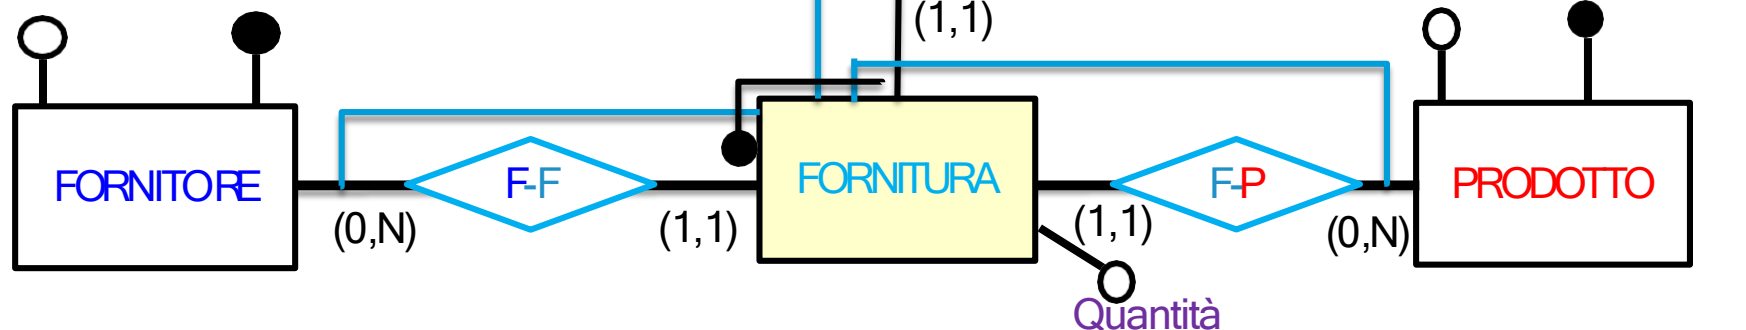 (1,1)
FORNITORE
F-F
FORNITURA
F-P
PRODOTTO
(0,N)
(1,1)
(1,1)
(0,N)
Quantità